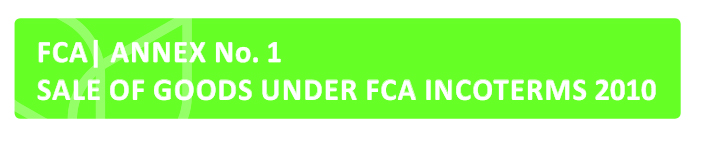 FCA| ANNEX No. 1
SALE OF GOODS UNDER FCA INCOTERMS 2010